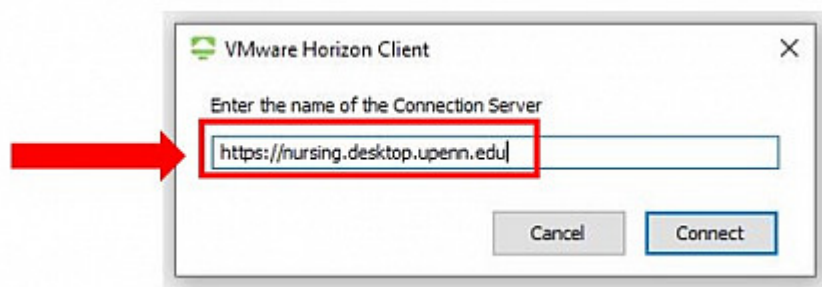 VMware Horizon Client
Enter the name of the Connection Server
https://nursing.desktop.upenn.edu
Cancel Connect